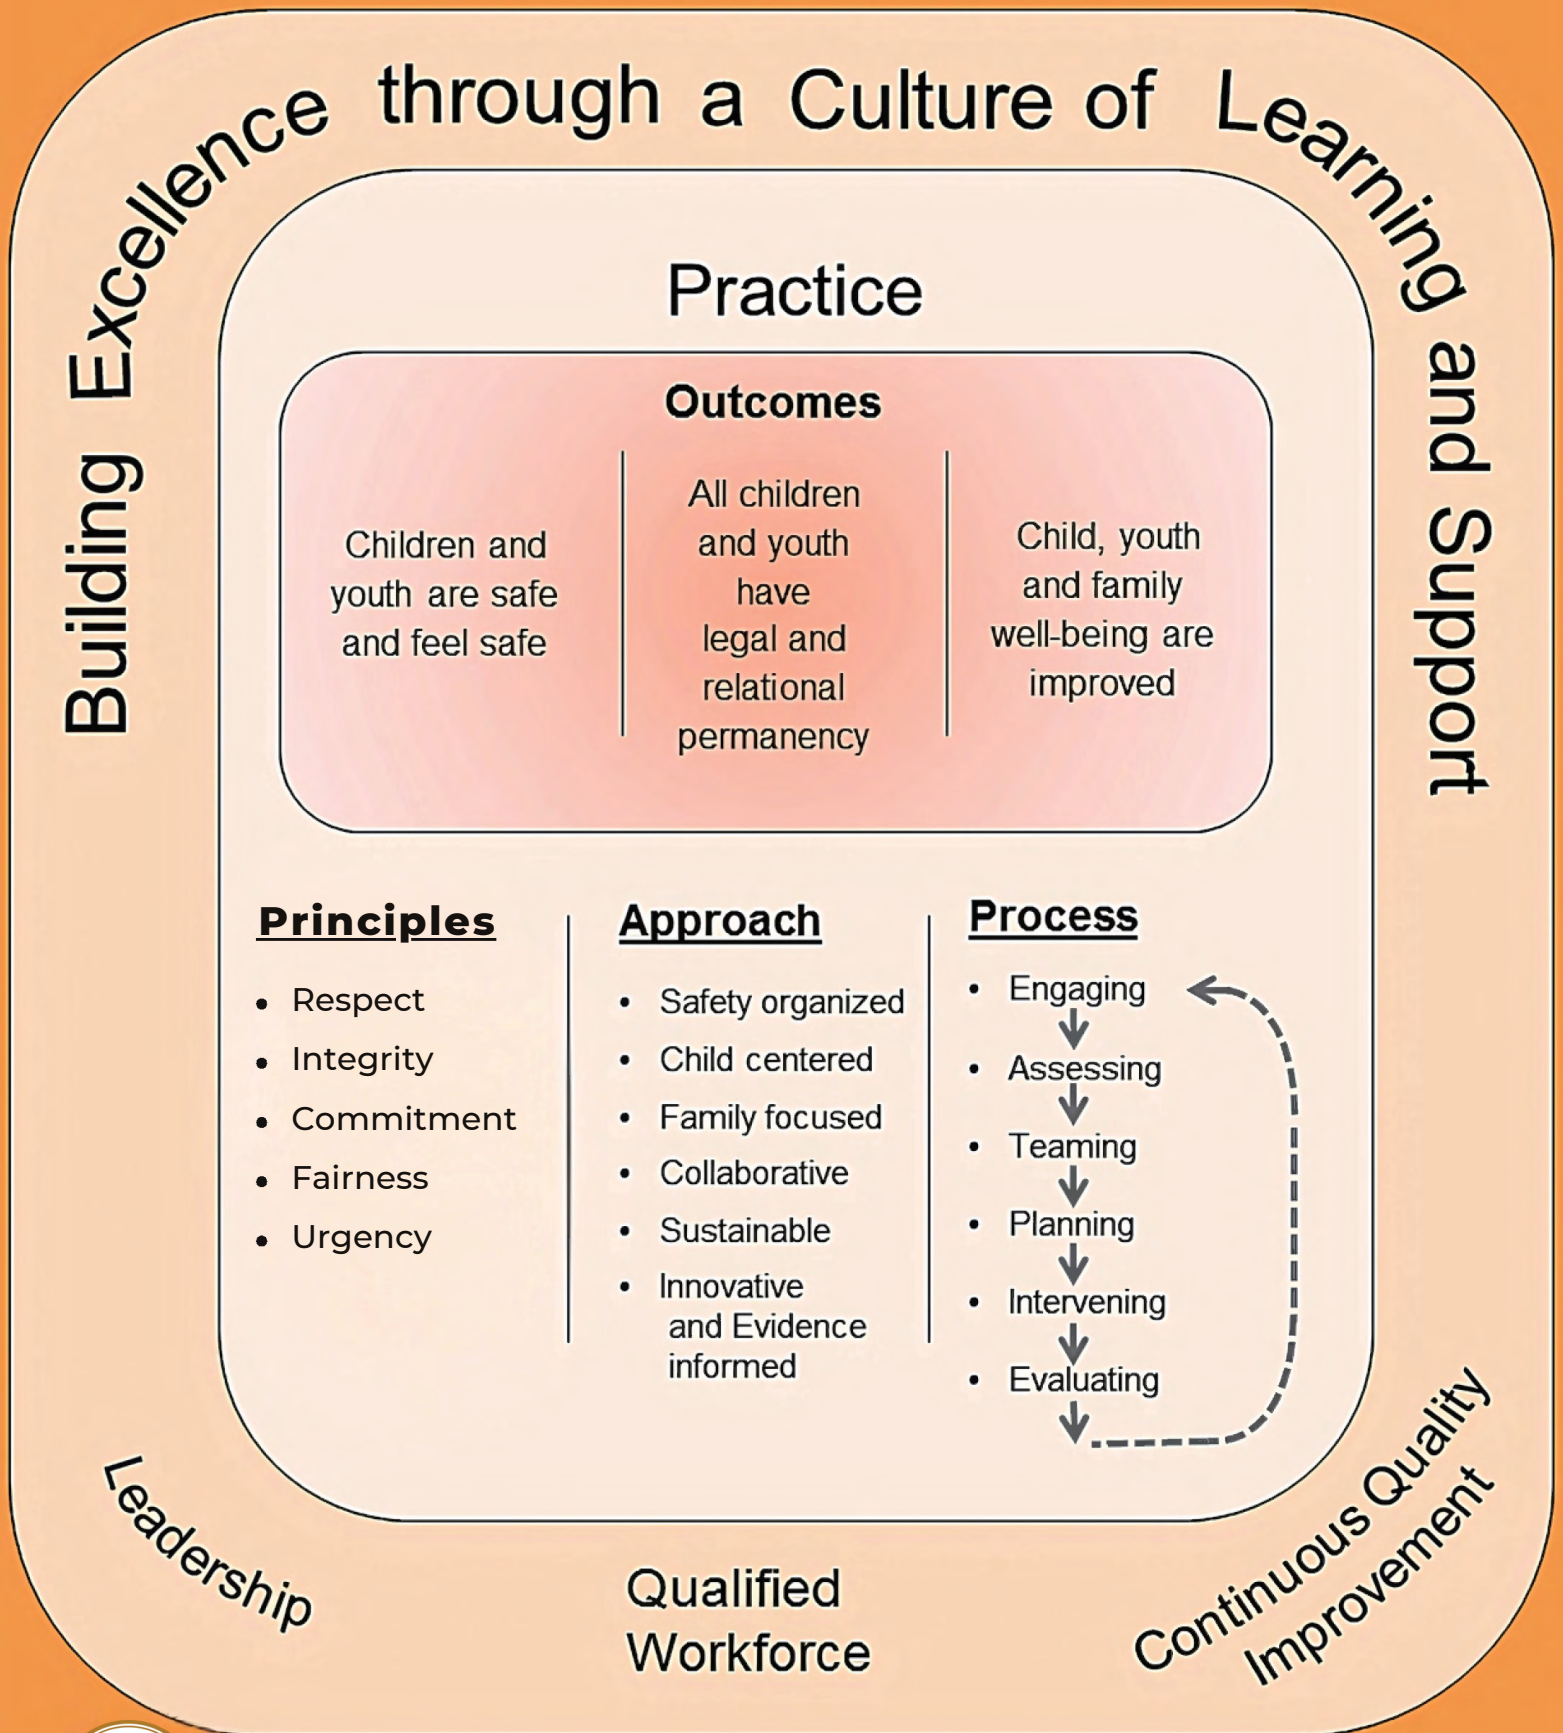 Building Excellence through a Culture of Learning and Support
Practice
Outcomes
Children and
youth are safe
and feel safe
All children
and youth
have
legal and
relational
permanency
Child, youth
and family
well-being are
improved
Principles
• Respect
• Integrity
• Commitment
• Fairness
• Urgency
Approach
• Safety organized
• Child centered
• Family focused
• Collaborative
• Sustainable
• Innovative
and Evidence
informed
Process
• Engaging
• Assessing
• Teaming
• Planning
• Intervening
• Evaluating
Leadership
Qualified
Workforce
Continuous Quality
Improvement